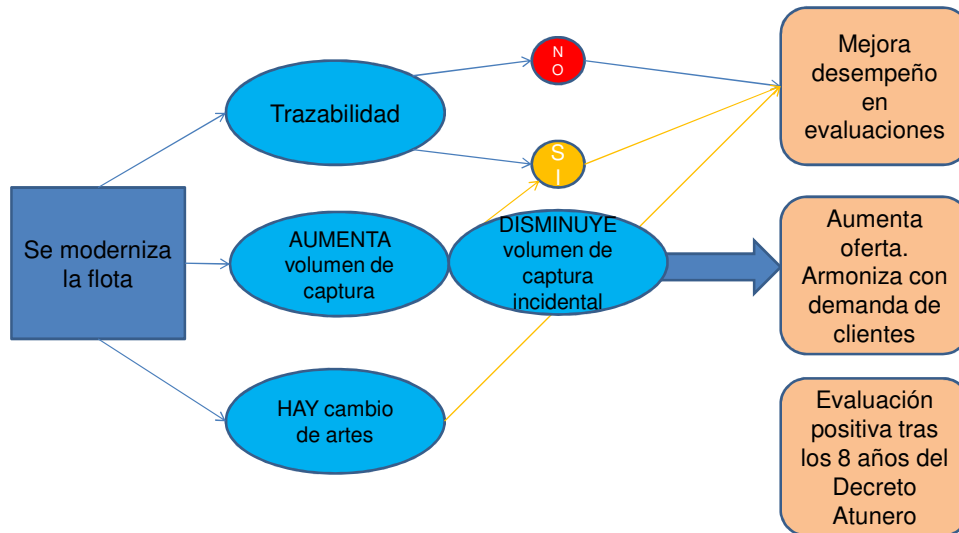 Se moderniza
la flota
Trazabilidad
N
O
S
I
AUMENTA
volumen de
captura
DISMINUYE
volumen de
captura
incidental
HAY cambio
de artes
Mejora
desempeño
en
evaluaciones
Aumenta
oferta.
Armoniza con
demanda de
clientes
Evaluación
positiva tras
los 8 años del
Decreto
Atunero